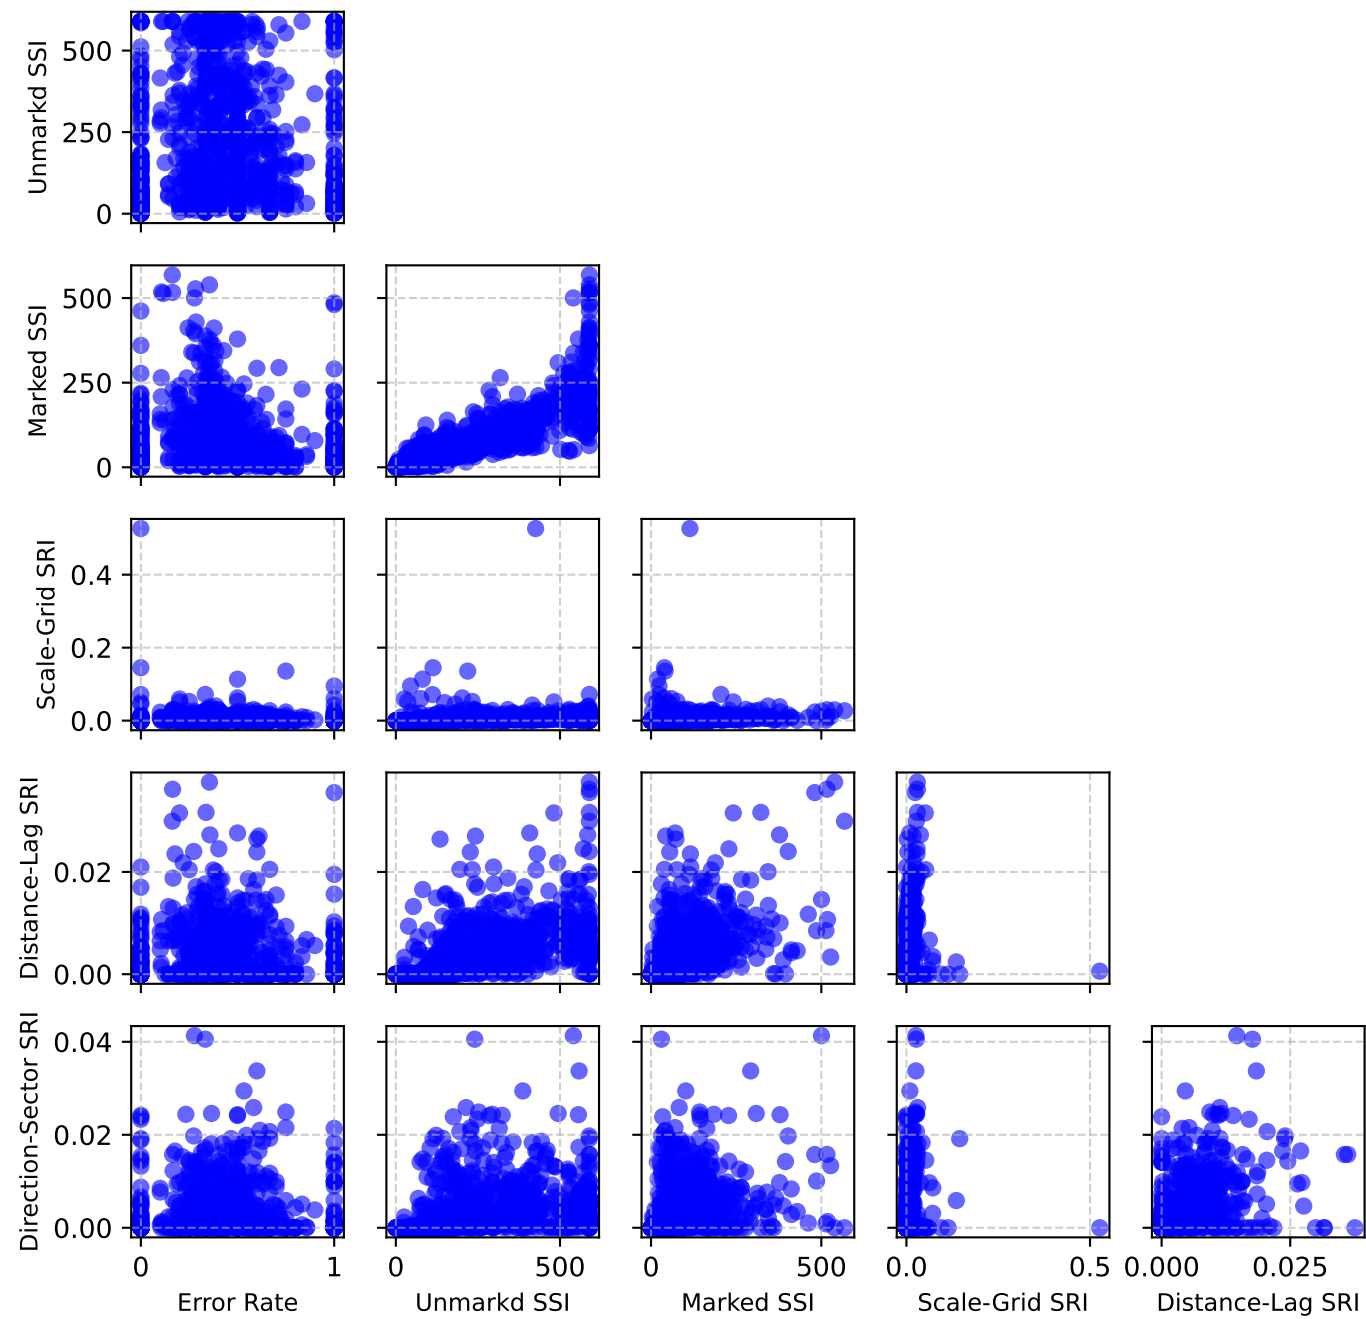 Unmarkd SSI
500
250
0
Marked SSI
500
250
0
Scale-Grid SRI
0.4
0.2
0.0
Distance-Lag SRI
0.02
0.00
Direction-Sector SRI
0.04
0.02
0.00
0 1 0 500 0 500 0.0 0.5 0.000 0.025
Error Rate Unmarkd SSI Marked SSI Scale-Grid SRI Distance-Lag SRI